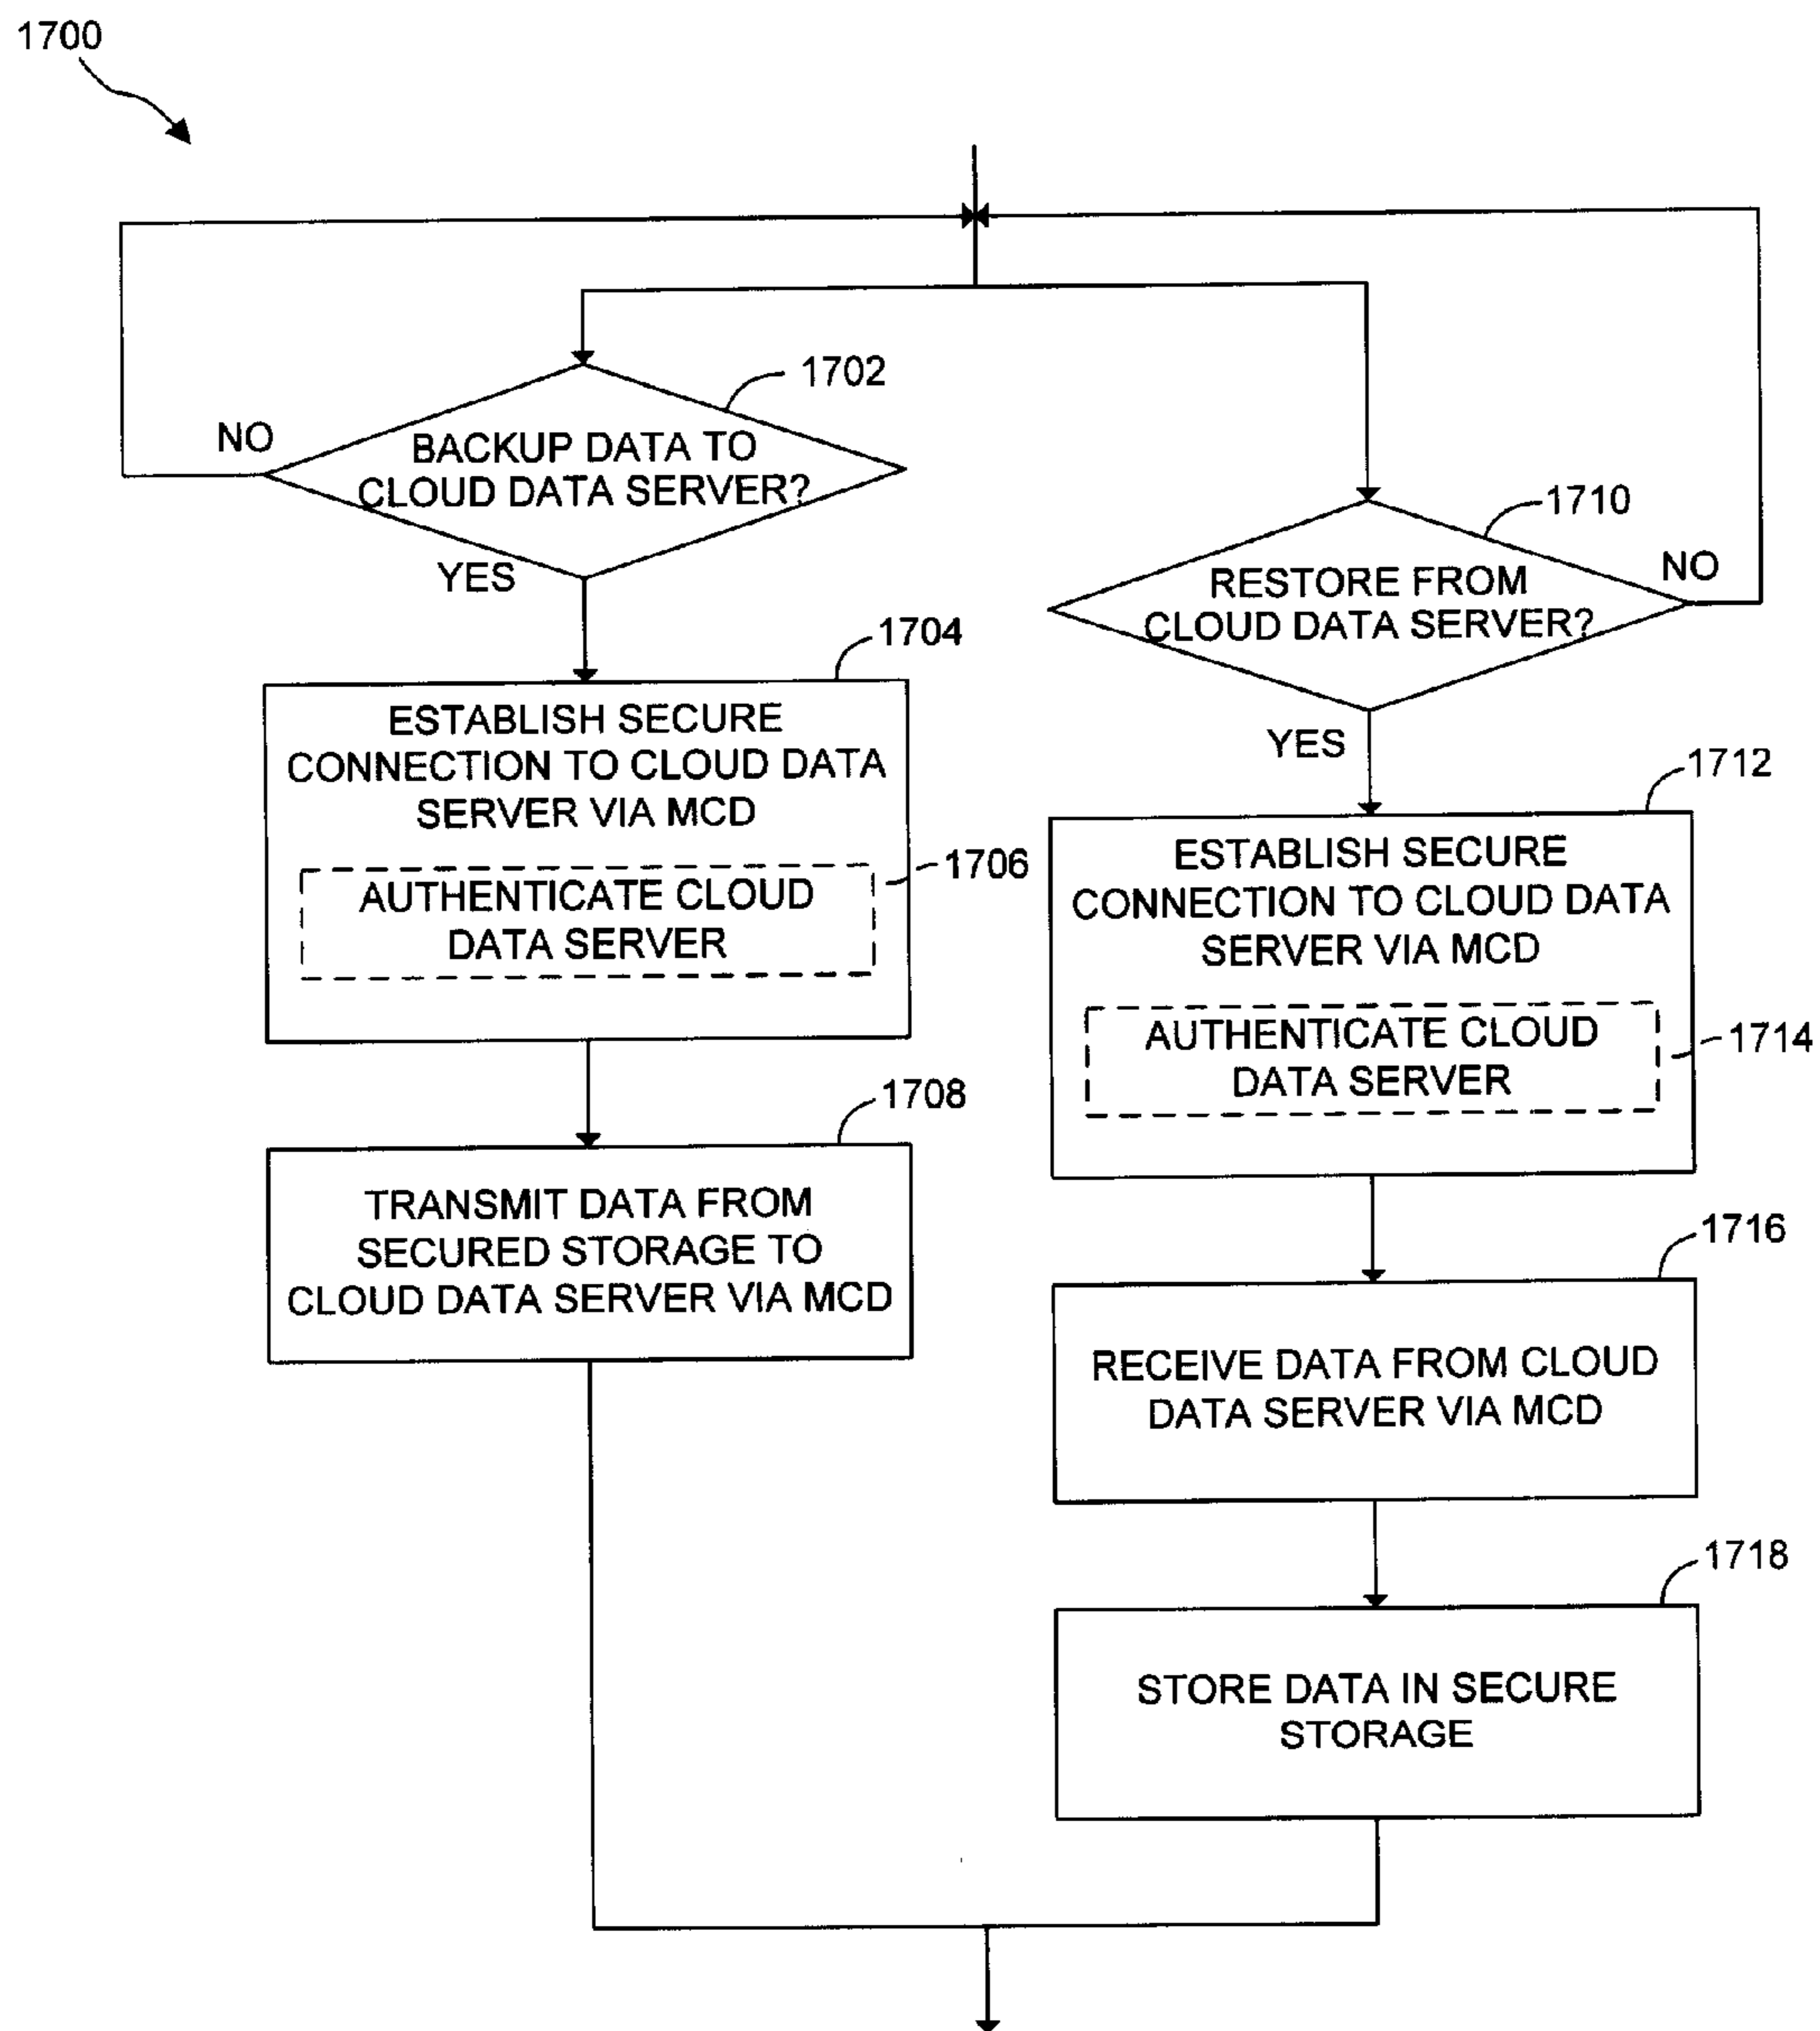 1700
1702
NO
BACKUP DATA TO
CLOUD DATA SERVER?
YES
1704
ESTABLISH SECURE
CONNECTION TO CLOUD DATA
SERVER VIA MCD
1706
AUTHENTICATE CLOUD
DATA SERVER
1708
TRANSMIT DATA FROM
SECURED STORAGE TO
CLOUD DATA SERVER VIA MCD
1710
NO
RESTORE FROM
CLOUD DATA SERVER?
YES
1712
ESTABLISH SECURE
CONNECTION TO CLOUD DATA
SERVER VIA MCD
AUTHENTICATE CLOUD
DATA SERVER
1714
1716
RECEIVE DATA FROM CLOUD
DATA SERVER VIA MCD
1718
STORE DATA IN SECURE
STORAGE